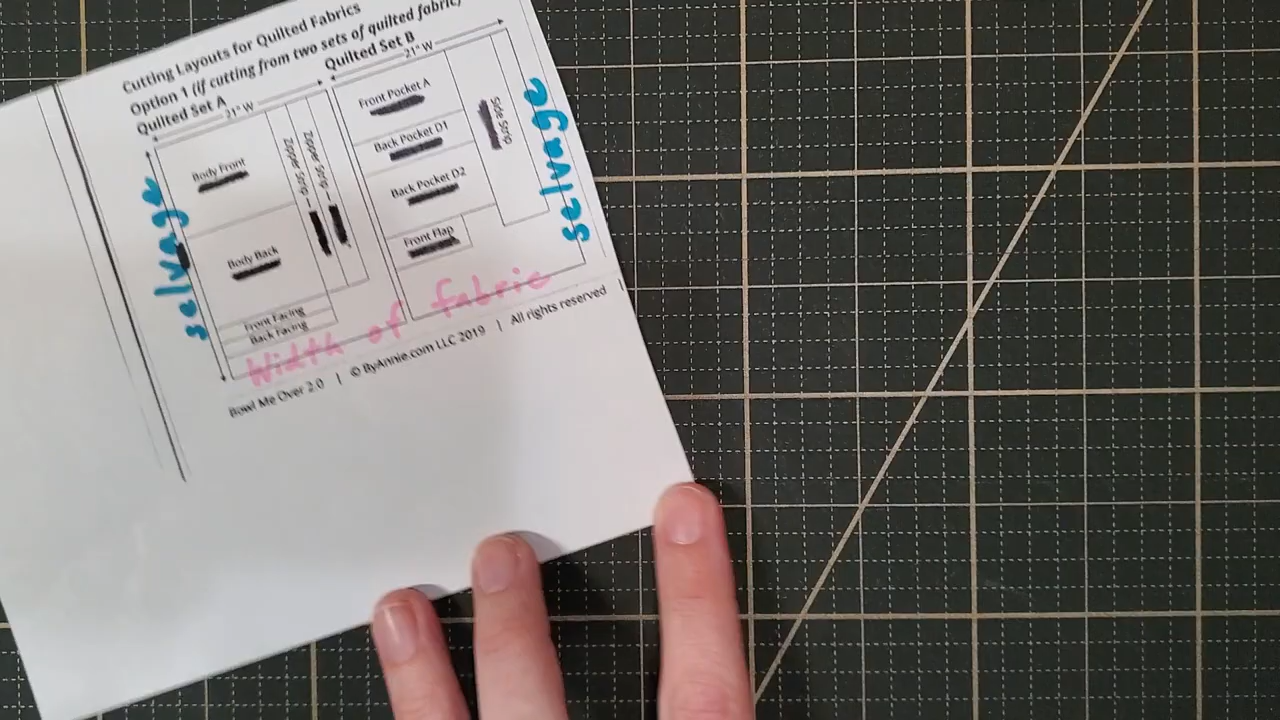 Cutting Layouts for Quilted Fabrics
Option 1 (if cutting from two sets of quilted fabric)
Quilted Set A
Quilted Set B
21" W
21" W
selvage
Body Front
Body Back
Front Facing
Back Facing
Zipper Strip
Zipper Strip
Front Pocket A
Back Pocket D1
Back Pocket D2
Front Flap
Side Strip
selvage
Width of fabric
Bowl Me Over 2.0 | © ByAnnie.com LLC 2019 | All rights reserved |